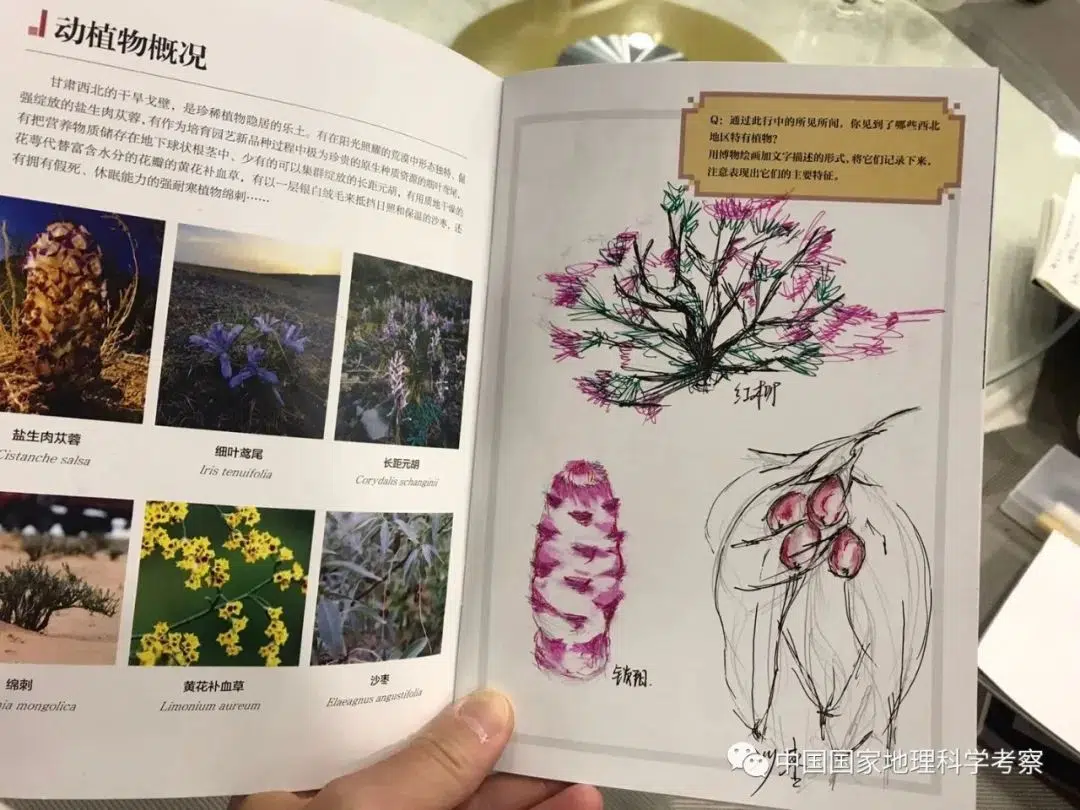 动植物概况
甘肃西北的干旱戈壁，是珍稀植物隐居的乐土。有在阳光照耀的荒漠中形态独特、倔
强绽放的盐生肉苁蓉，有作为培育园艺新品种过程中极为珍贵的原生种质资源的细叶鸢尾，
有把营养物质储存在地下球状根茎中、少有的可以集群绽放的长距元胡，有用质地干燥的
花萼代替富含水分的花瓣的黄花补血草，有以一层银白绒毛来抵挡日照和保温的沙枣，还
有拥有假死、休眠能力的强耐寒植物绵刺……
盐生肉苁蓉
Cistanche salsa
细叶鸢尾
Iris tenuifolia
长距元胡
Corydalis schanginii
绵刺
mongolica
黄花补血草
Limonium aureum
沙枣
Elaeagnus angustifolia
Q：通过此行中的所见所闻，你见到了哪些西北
地区特有植物？
用博物绘画加文字描述的形式，将它们记录下来，
注意表现出它们的主要特征。
红柳
锁阳.
沙枣
中国国家地理科学考察